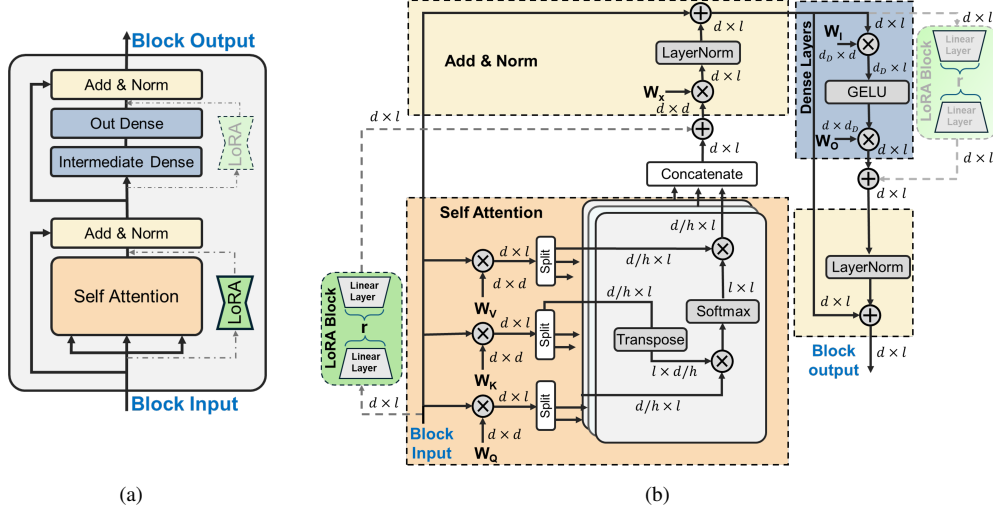 Block Output
Add & Norm
Out Dense
Intermediate Dense
LoRA
Add & Norm
Self Attention
LoRA
Block Input
(a)
Add & Norm
LayerNorm
d × l
d × l
W_x
d × d
d × l
d × l
Concatenate
Self Attention
d × l
Split
d/h × l
d × d
W_V
d × l
Split
d/h × l
d × d
W_K
d × l
Split
d/h × l
d × d
W_Q
Transpose
l × d/h
Softmax
l × l
LoRA Block
Linear Layer
r
Linear Layer
d × l
Block Input
Dense Layers
d × l
W_I
d_D × d
d_D × l
GELU
d × d_D
W_O
d × l
d × l
LoRA Block
Linear Layer
r
Linear Layer
d × l
LayerNorm
d × l
Block output
d × l
(b)